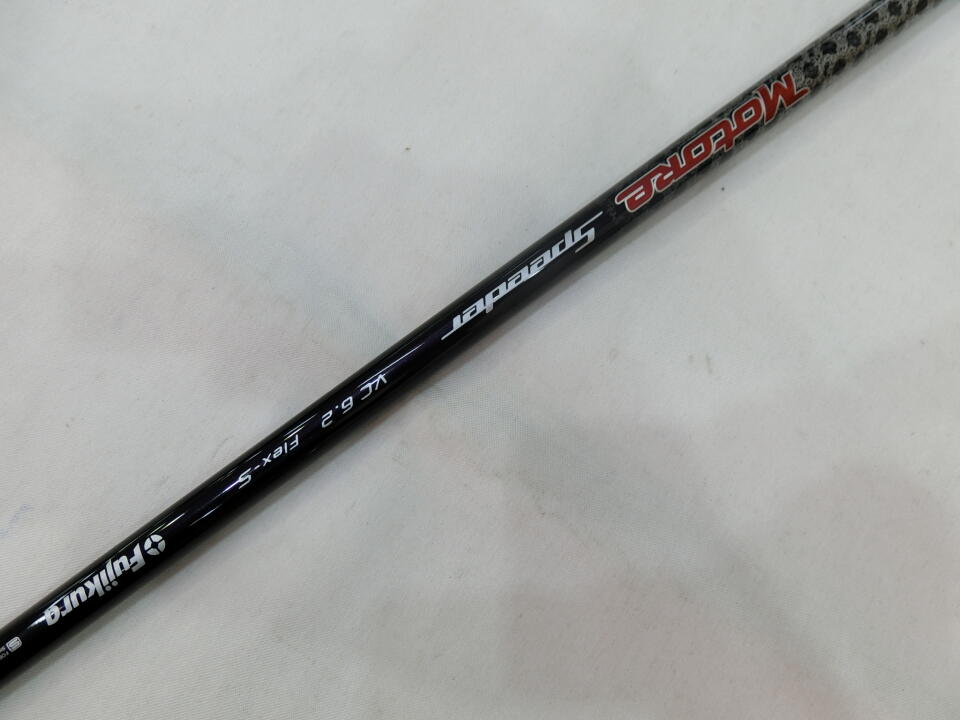 Motore
Speeder
VC 6.2 Flex-S
Fujikura
S